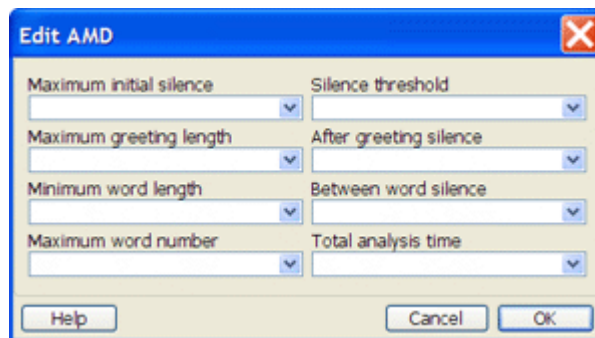 Edit AMD
Maximum initial silence Silence threshold
Maximum greeting length After greeting silence
Minimum word length Between word silence
Maximum word number Total analysis time
Help Cancel OK